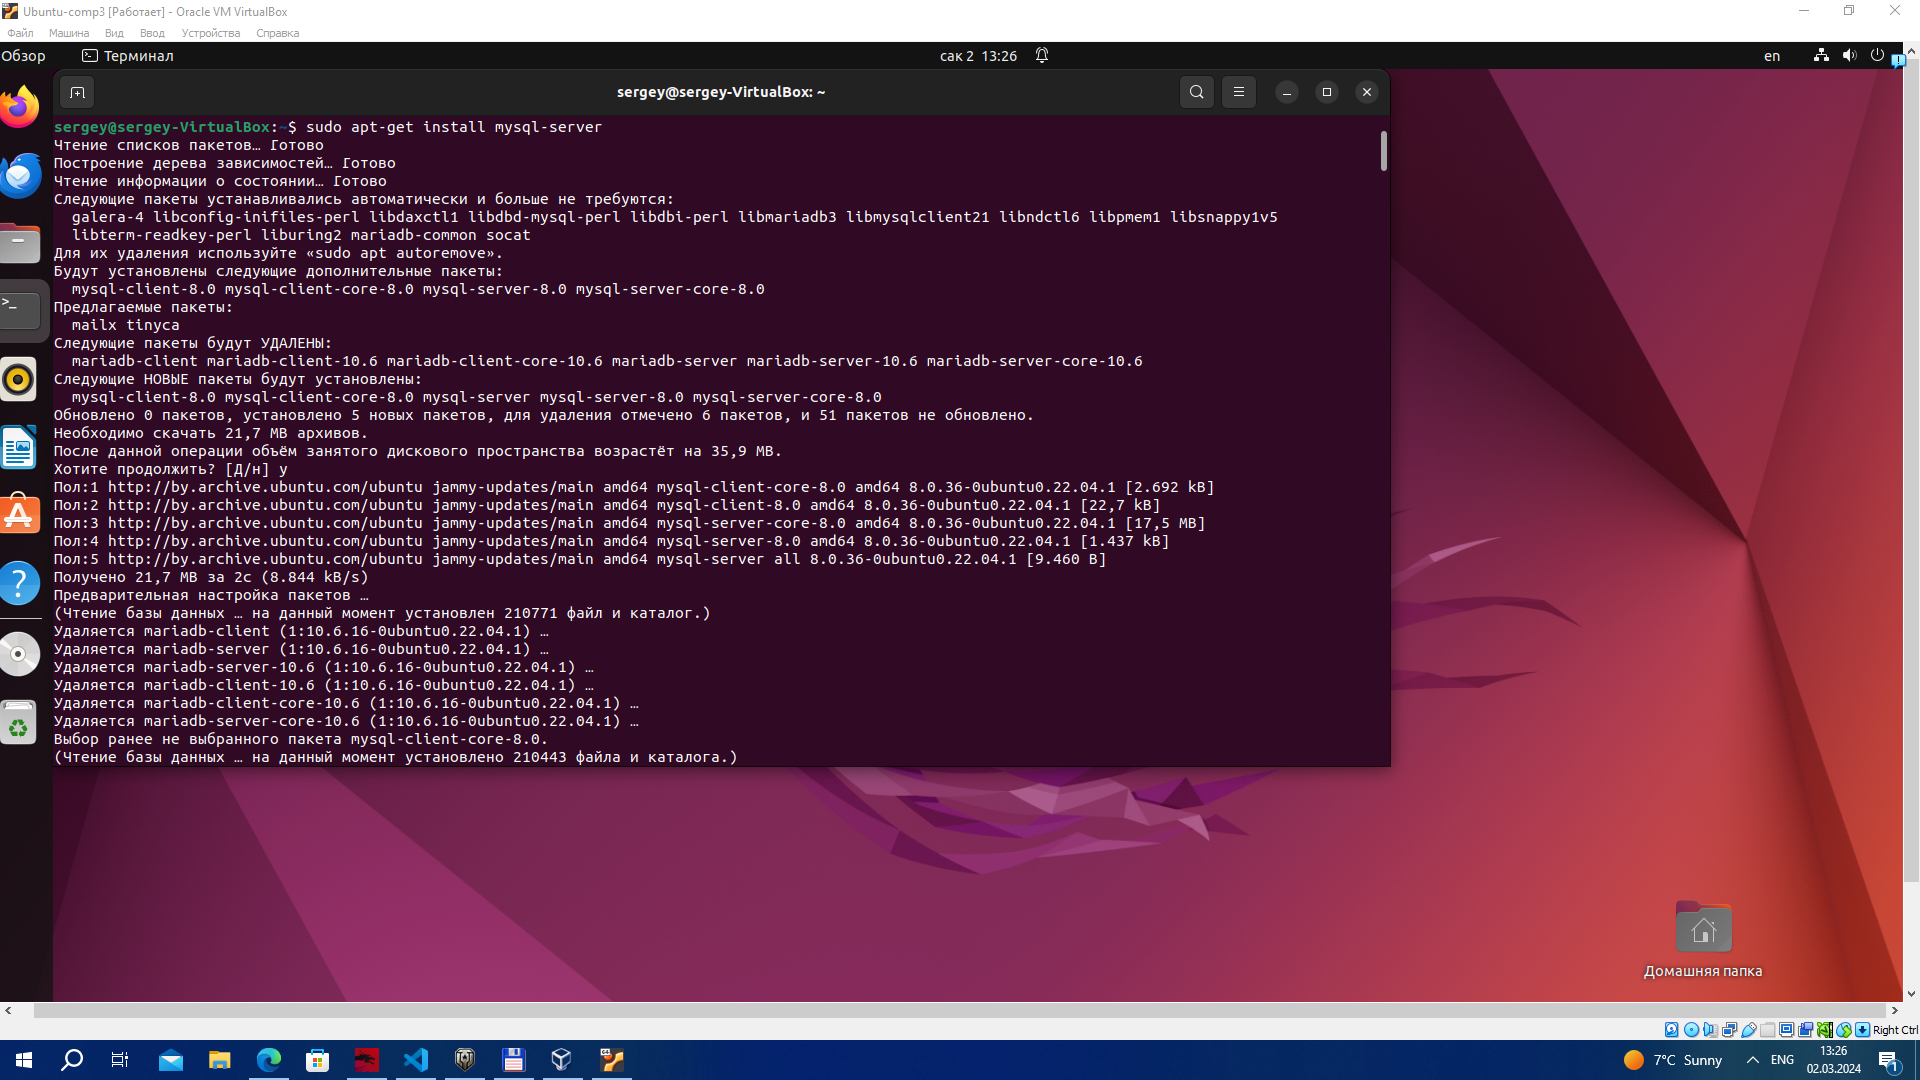 Ubuntu-comp3 [Работает] - Oracle VM VirtualBox
Файл Машина Вид Ввод Устройства Справка
Обзор Терминал сак 2 13:26 en
sergey@sergey-VirtualBox: ~
sergey@sergey-VirtualBox:~$ sudo apt-get install mysql-server
Чтение списков пакетов… Готово
Построение дерева зависимостей… Готово
Чтение информации о состоянии… Готово
Следующие пакеты устанавливались автоматически и больше не требуются:
galera-4 libconfig-inifiles-perl libdaxctl1 libdbd-mysql-perl libdbi-perl libmariadb3 libmysqlclient21 libndctl6 libpmem1 libsnappy1v5
libterm-readkey-perl liburing2 mariadb-common socat
Для их удаления используйте «sudo apt autoremove».
Будут установлены следующие дополнительные пакеты:
mysql-client-8.0 mysql-client-core-8.0 mysql-server-8.0 mysql-server-core-8.0
Предлагаемые пакеты:
mailx tinyca
Следующие пакеты будут УДАЛЕНЫ:
mariadb-client mariadb-client-10.6 mariadb-client-core-10.6 mariadb-server mariadb-server-10.6 mariadb-server-core-10.6
Следующие НОВЫЕ пакеты будут установлены:
mysql-client-8.0 mysql-client-core-8.0 mysql-server mysql-server-8.0 mysql-server-core-8.0
Обновлено 0 пакетов, установлено 5 новых пакетов, для удаления отмечено 6 пакетов, и 51 пакетов не обновлено.
Необходимо скачать 21,7 MB архивов.
После данной операции объём занятого дискового пространства возрастёт на 35,9 MB.
Хотите продолжить? [Д/н] y
Пол:1 http://by.archive.ubuntu.com/ubuntu jammy-updates/main amd64 mysql-client-core-8.0 amd64 8.0.36-0ubuntu0.22.04.1 [2.692 kB]
Пол:2 http://by.archive.ubuntu.com/ubuntu jammy-updates/main amd64 mysql-client-8.0 amd64 8.0.36-0ubuntu0.22.04.1 [22,7 kB]
Пол:3 http://by.archive.ubuntu.com/ubuntu jammy-updates/main amd64 mysql-server-core-8.0 amd64 8.0.36-0ubuntu0.22.04.1 [17,5 MB]
Пол:4 http://by.archive.ubuntu.com/ubuntu jammy-updates/main amd64 mysql-server-8.0 amd64 8.0.36-0ubuntu0.22.04.1 [1.437 kB]
Пол:5 http://by.archive.ubuntu.com/ubuntu jammy-updates/main amd64 mysql-server all 8.0.36-0ubuntu0.22.04.1 [9.460 B]
Получено 21,7 MB за 2с (8.844 kB/s)
Предварительная настройка пакетов …
(Чтение базы данных … на данный момент установлен 210771 файл и каталог.)
Удаляется mariadb-client (1:10.6.16-0ubuntu0.22.04.1) …
Удаляется mariadb-server (1:10.6.16-0ubuntu0.22.04.1) …
Удаляется mariadb-server-10.6 (1:10.6.16-0ubuntu0.22.04.1) …
Удаляется mariadb-client-10.6 (1:10.6.16-0ubuntu0.22.04.1) …
Удаляется mariadb-client-core-10.6 (1:10.6.16-0ubuntu0.22.04.1) …
Удаляется mariadb-server-core-10.6 (1:10.6.16-0ubuntu0.22.04.1) …
Выбор ранее не выбранного пакета mysql-client-core-8.0.
(Чтение базы данных … на данный момент установлено 210443 файла и каталога.)
Домашняя папка
Right Ctrl
7°C Sunny ENG 13:26
02.03.2024
1